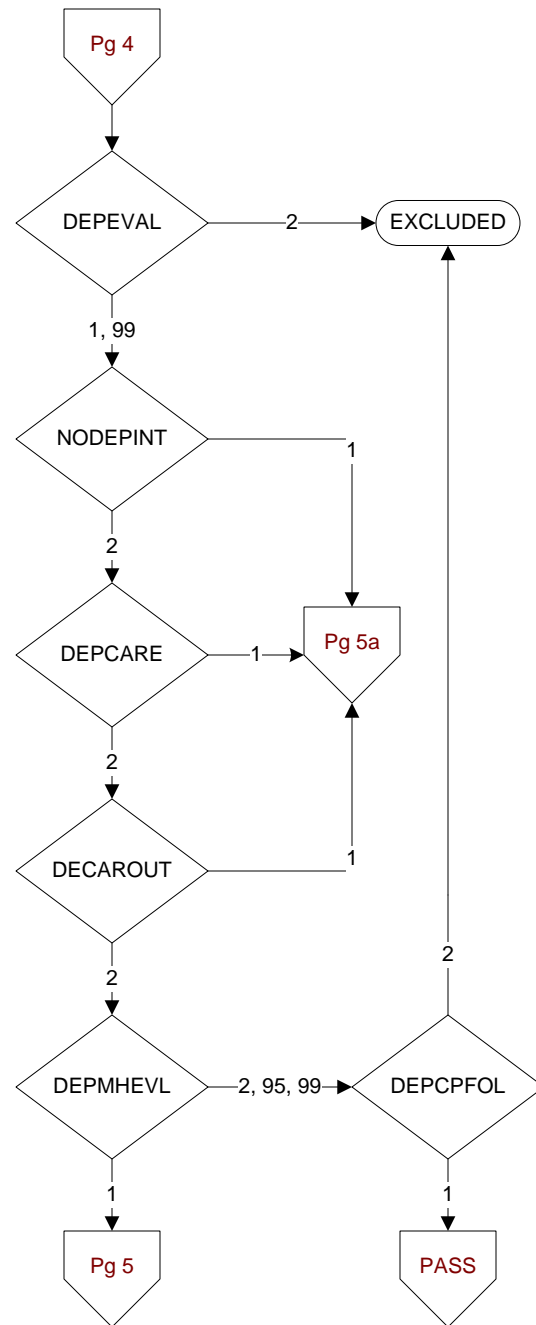 Pg 4
DEPEVAL
2
EXCLUDED
1, 99
NODEPINT
1
2
DEPCARE
1
Pg 5a
2
DECAROUT
1
2
2
DEPMHEVL
2, 95, 99
DEPCPFOL
1
1
Pg 5
PASS